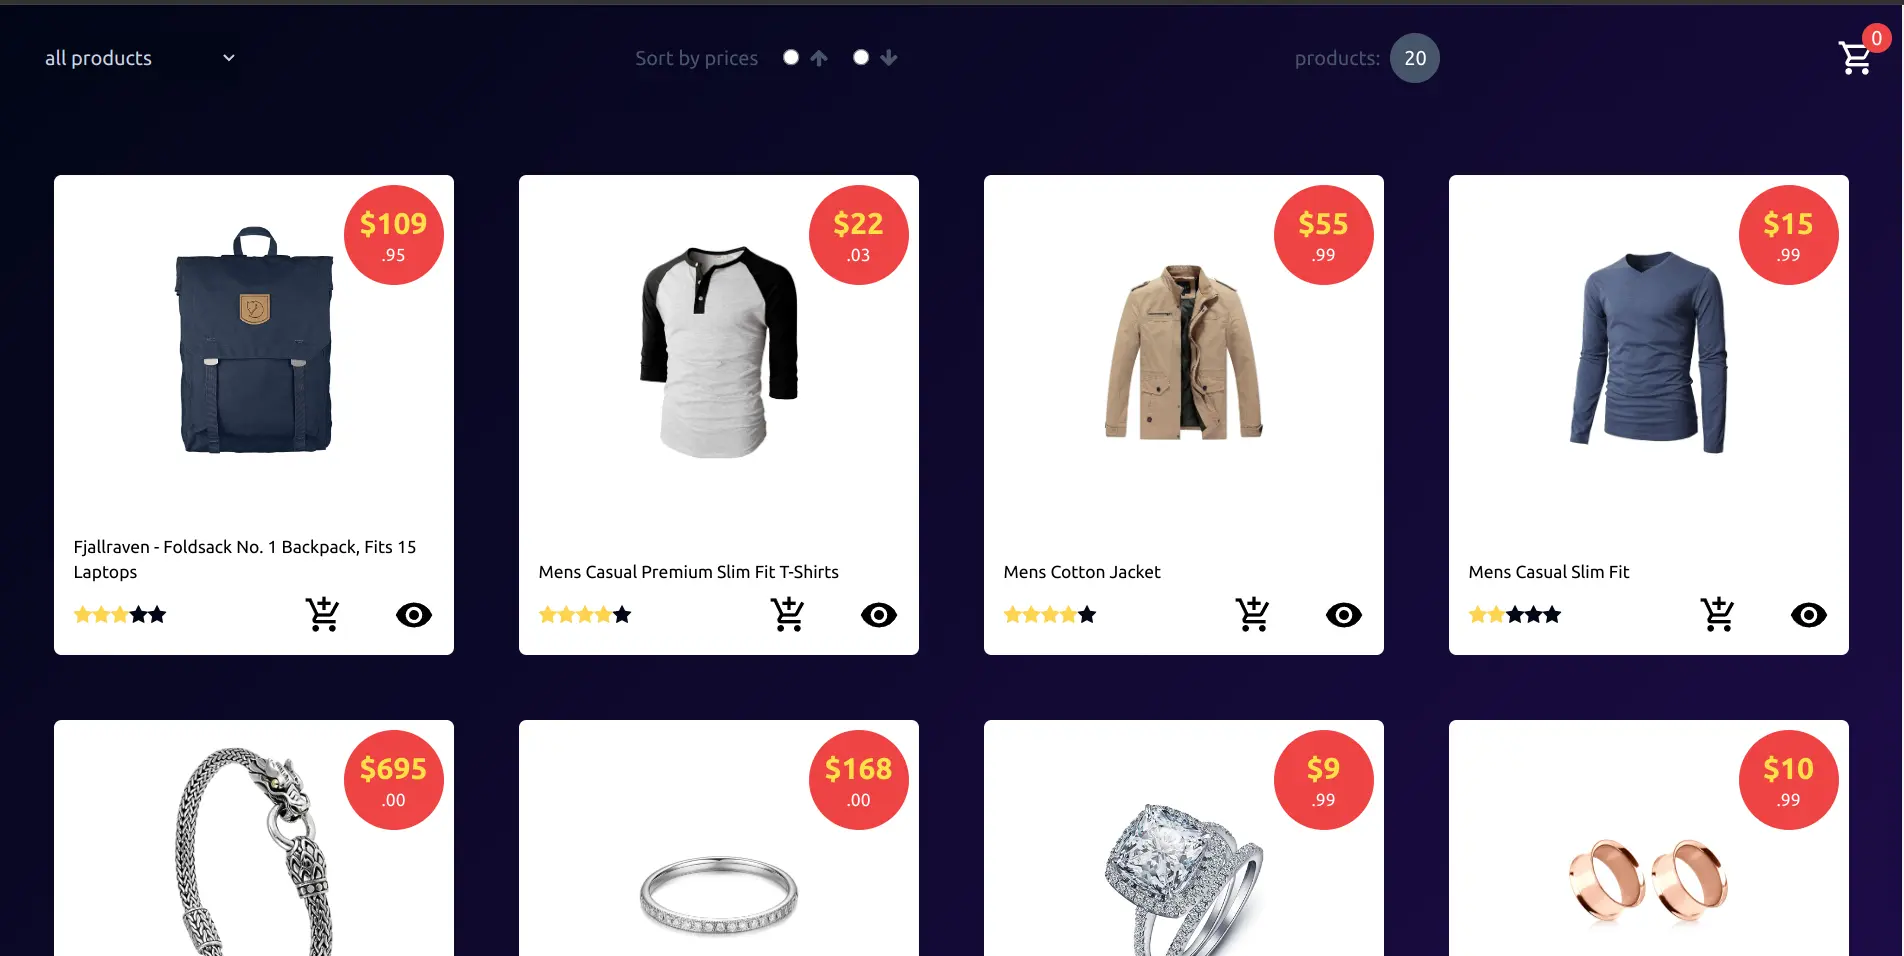 all products
Sort by prices
products: 20
0
$109
.95
$22
.03
$55
.99
$15
.99
Fjallraven - Foldsack No. 1 Backpack, Fits 15
Laptops
Mens Casual Premium Slim Fit T-Shirts
Mens Cotton Jacket
Mens Casual Slim Fit
$695
.00
$168
.00
$9
.99
$10
.99